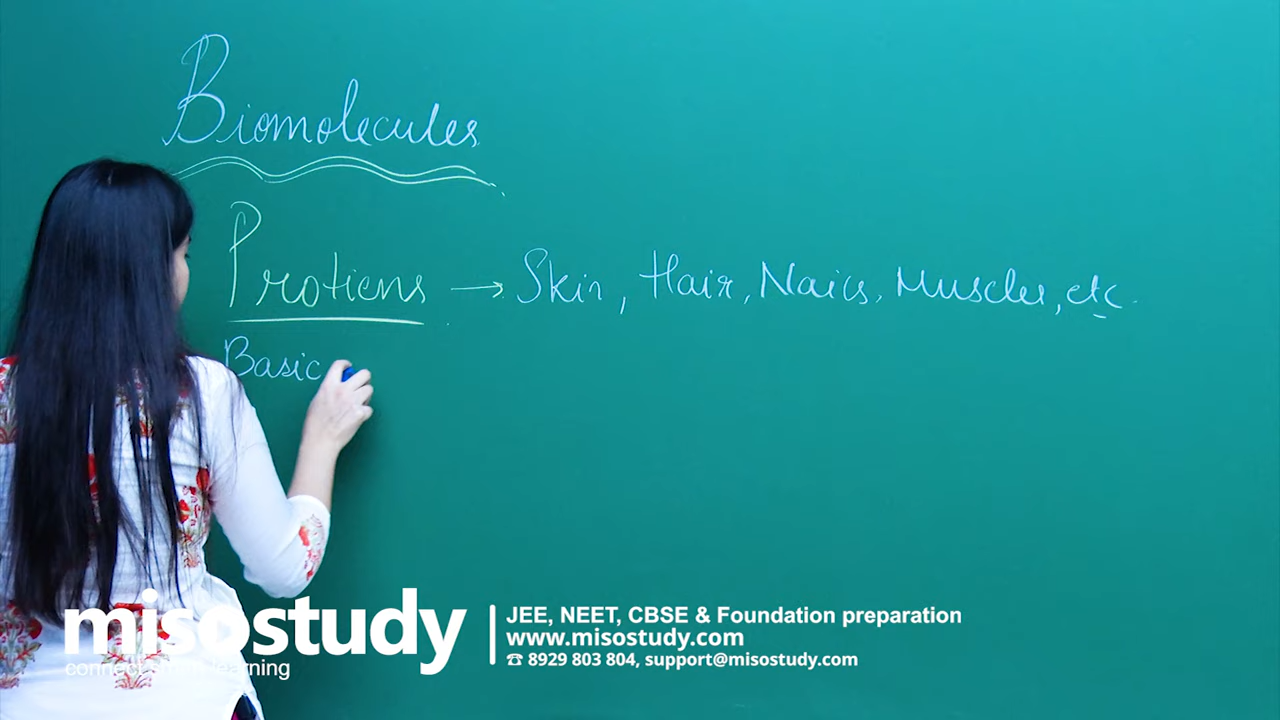 Biomolecules
Protiens → Skin, Hair, Nails, Muscles, etc.
Basic
misostudy
connect learning
JEE, NEET, CBSE & Foundation preparation
www.misostudy.com
☎ 8929 803 804, support@misostudy.com